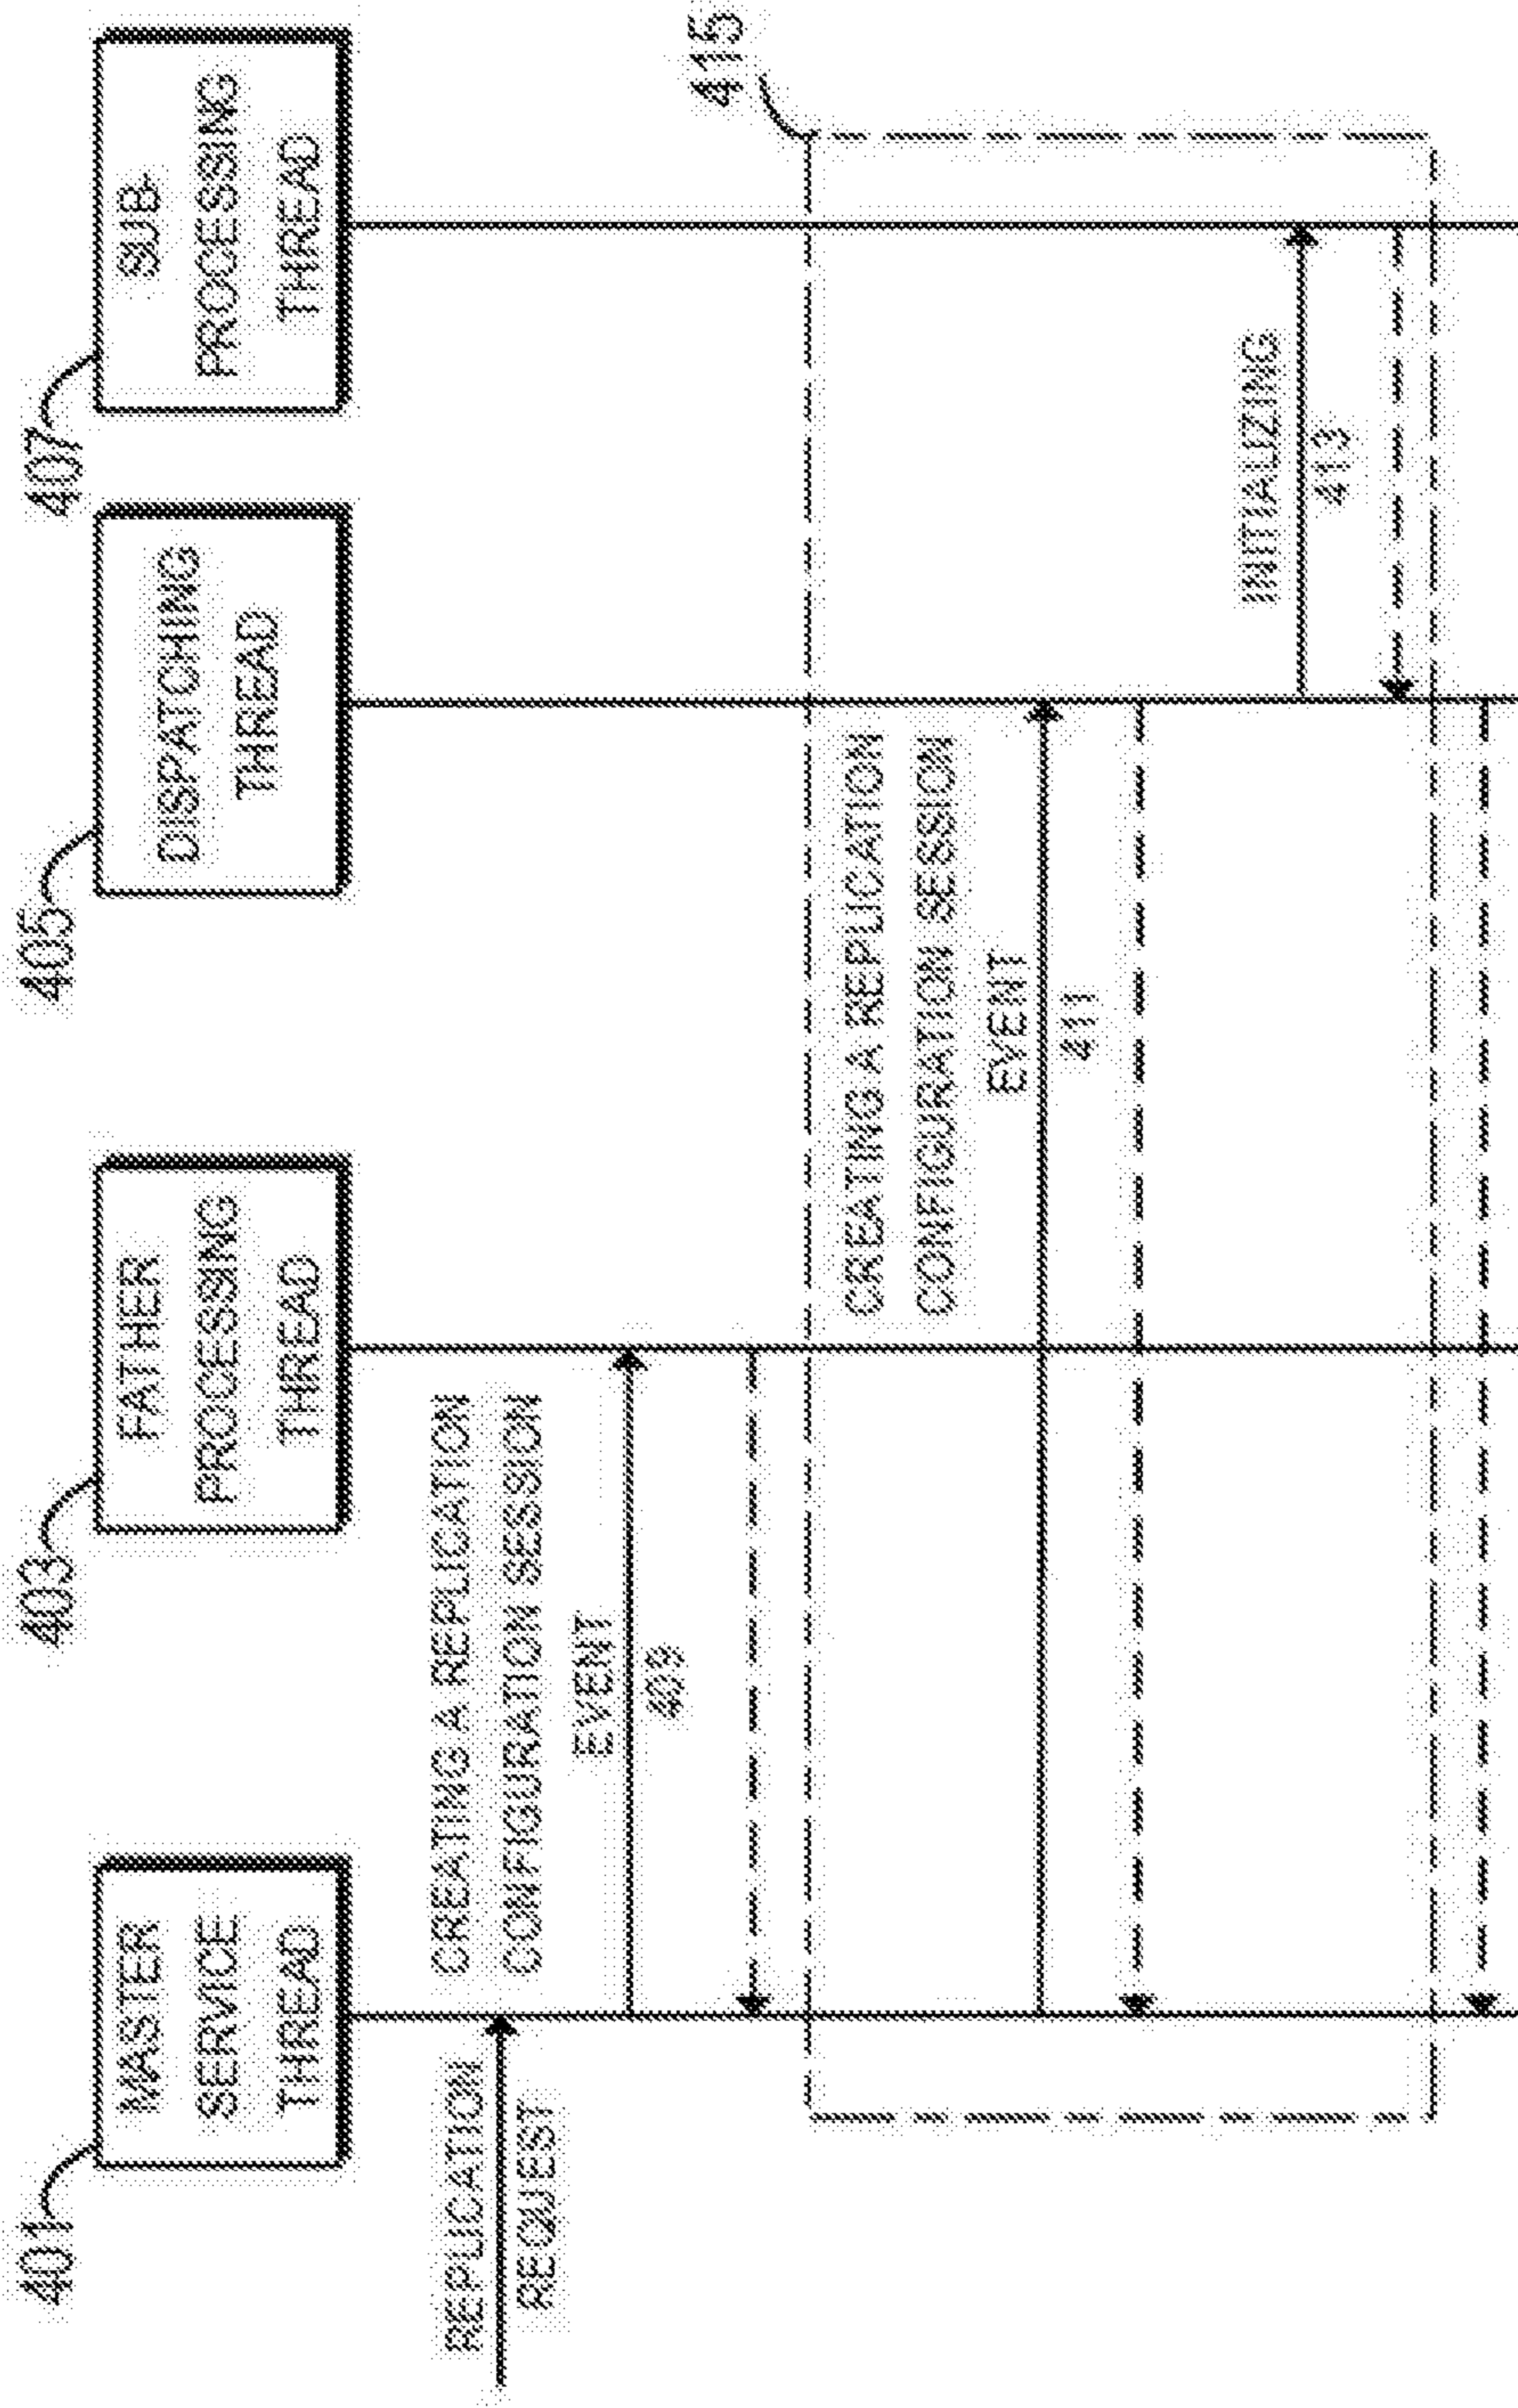 401
MASTER
SERVICE
THREAD
403
FATHER
PROCESSING
THREAD
405
DISPATCHING
THREAD
407
SUB-
PROCESSING
THREAD
REPLICATION
REQUEST
CREATING A REPLICATION
CONFIGURATION SESSION
EVENT
409
415
CREATING A REPLICATION
CONFIGURATION SESSION
EVENT
411
INITIALIZING
413